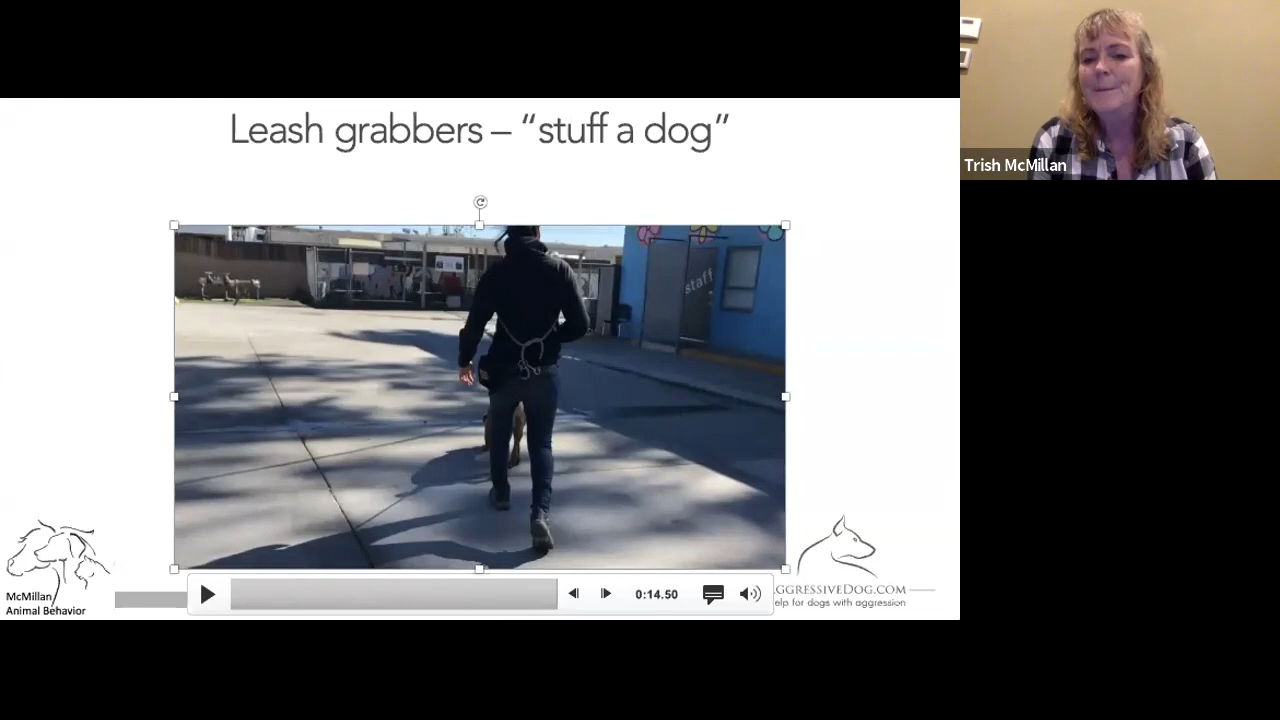 Leash grabbers – “stuff a dog”
Trish McMillan
staff
McMillan
Animal Behavior
0:14.50
AGGRESSIVEDOG.COM
elp for dogs with aggression